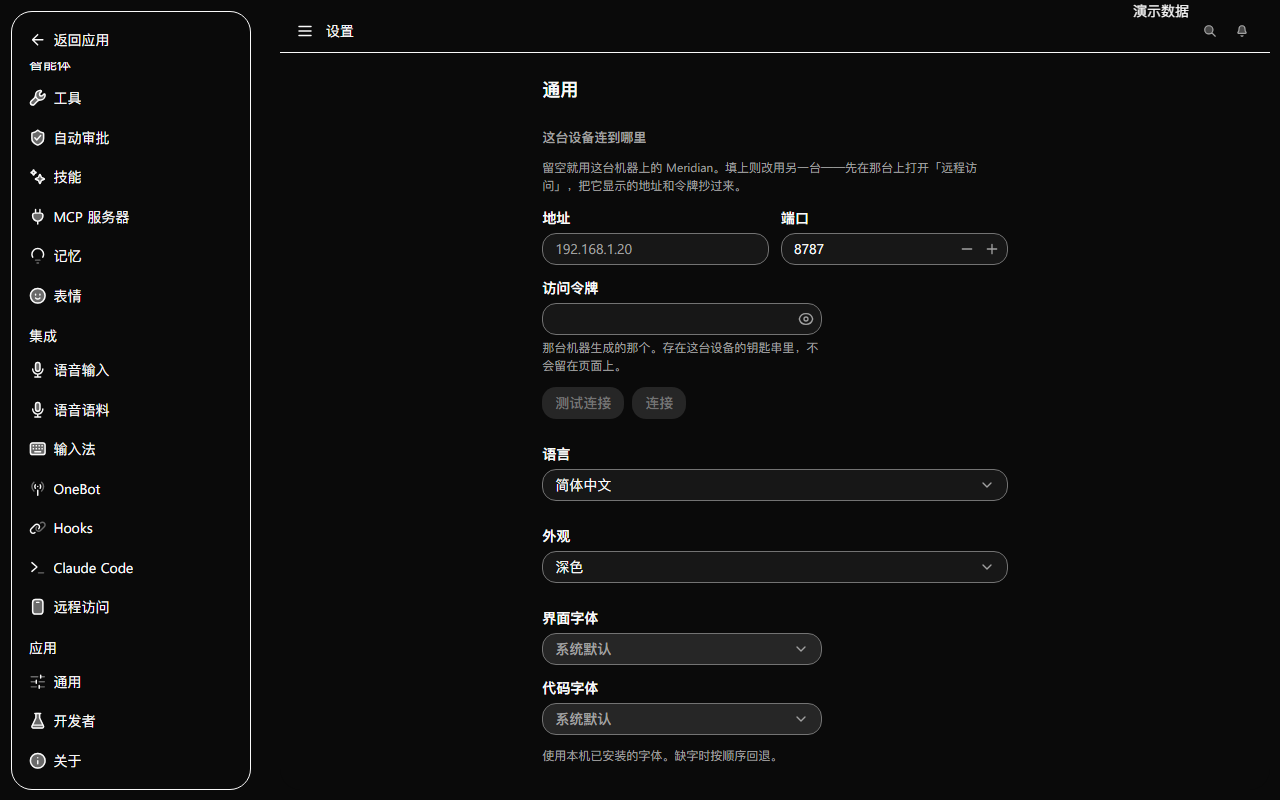 演示数据
返回应用
智能体
工具
自动审批
技能
MCP 服务器
记忆
表情
集成
语音输入
语音语料
输入法
OneBot
Hooks
Claude Code
远程访问
应用
通用
开发者
关于
设置
通用
这台设备连到哪里
留空就用这台机器上的 Meridian。填上则改用另一台——先在那台上打开「远程访
问」，把它显示的地址和令牌抄过来。
地址
端口
192.168.1.20
8787
访问令牌
那台机器生成的那个。存在这台设备的钥匙串里，不
会留在页面上。
测试连接
连接
语言
简体中文
外观
深色
界面字体
系统默认
代码字体
系统默认
使用本机已安装的字体。缺字时按顺序回退。